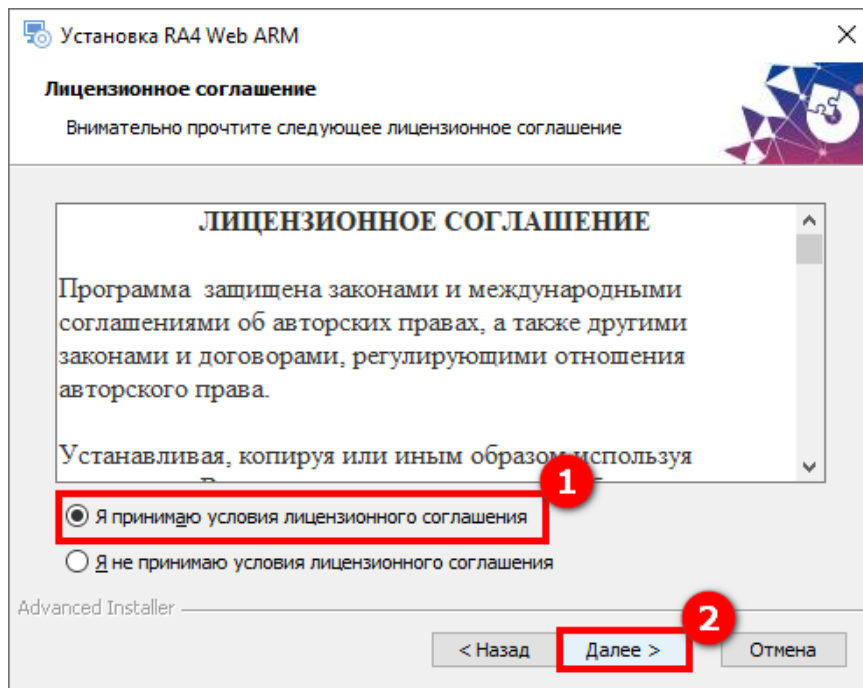 Установка RA4 Web ARM
Лицензионное соглашение
Внимательно прочтите следующее лицензионное соглашение
ЛИЦЕНЗИОННОЕ СОГЛАШЕНИЕ
Программа защищена законами и международными
соглашениями об авторских правах, а также другими
законами и договорами, регулирующими отношения
авторского права.
Устанавливая, копируя или иным образом используя
1
Я принимаю условия лицензионного соглашения
Я не принимаю условия лицензионного соглашения
Advanced Installer
2
< Назад
Далее >
Отмена